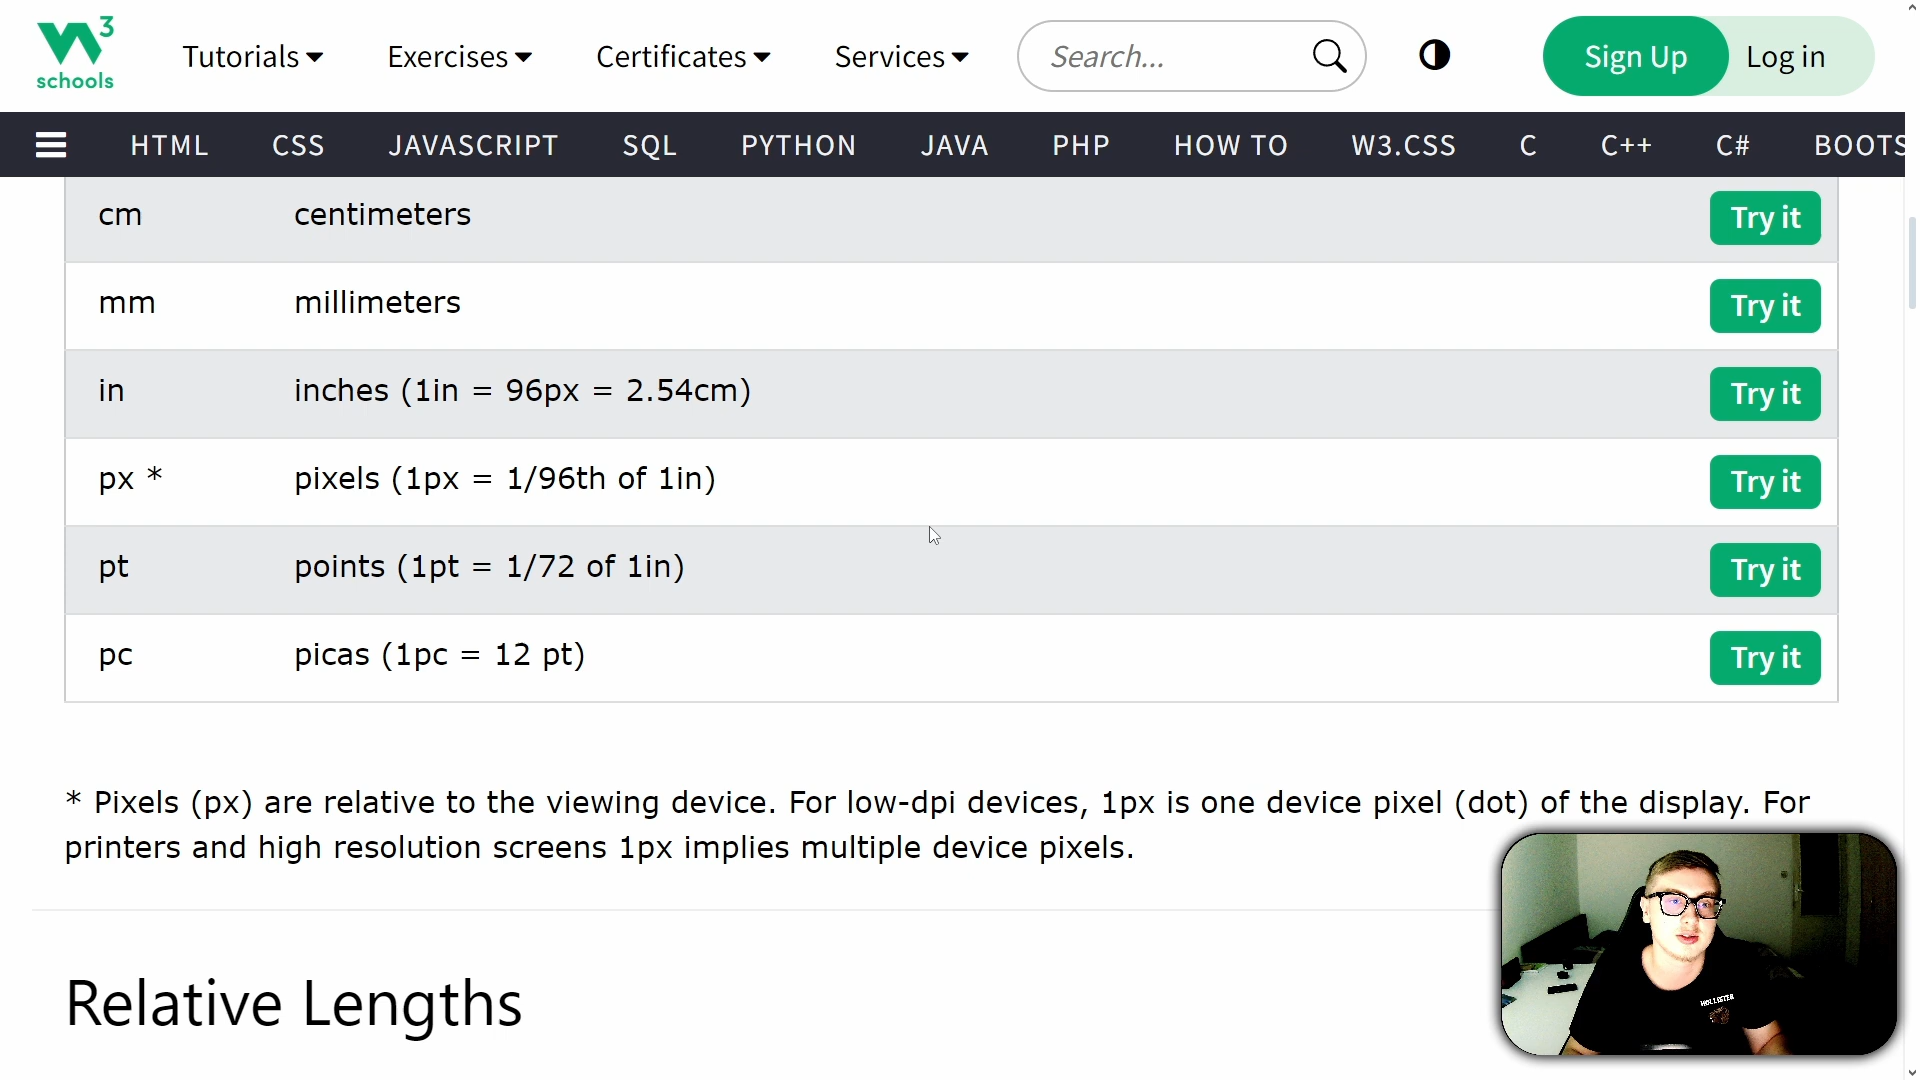 3
schools
Tutorials
Exercises
Certificates
Services
Search...
Sign Up
Log in
HTML
CSS
JAVASCRIPT
SQL
PYTHON
JAVA
PHP
HOW TO
W3.CSS
C
C++
C#
BOOTS
cm centimeters Try it
mm millimeters Try it
in inches (1in = 96px = 2.54cm) Try it
px * pixels (1px = 1/96th of 1in) Try it
pt points (1pt = 1/72 of 1in) Try it
pc picas (1pc = 12 pt) Try it
* Pixels (px) are relative to the viewing device. For low-dpi devices, 1px is one device pixel (dot) of the display. For
printers and high resolution screens 1px implies multiple device pixels.
Relative Lengths
HOLLISTER